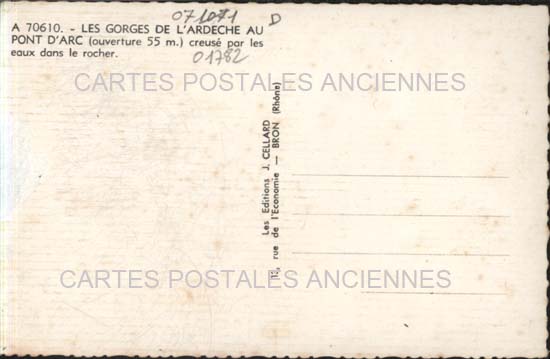 071071 D
A 70610. - LES GORGES DE L'ARDECHE AU
PONT D'ARC (ouverture 55 m.) creusé par les
eaux dans le rocher.
01782
CARTES POSTALES ANCIENNES
Les Editions J. CELLARD
rue de l'Economie — BRON (Rhône)
CARTES POSTALES ANCIENNES